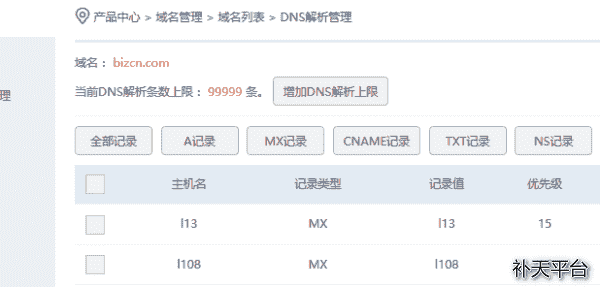 产品中心 > 域名管理 > 域名列表 > DNS解析管理
域名：bizcn.com
理
当前DNS解析条数上限：99999 条。 增加DNS解析上限
全部记录 A记录 MX记录 CNAME记录 TXT记录 NS记录
主机名 记录类型 记录值 优先级
l13 MX l13 15
l108 MX l108
补天平台